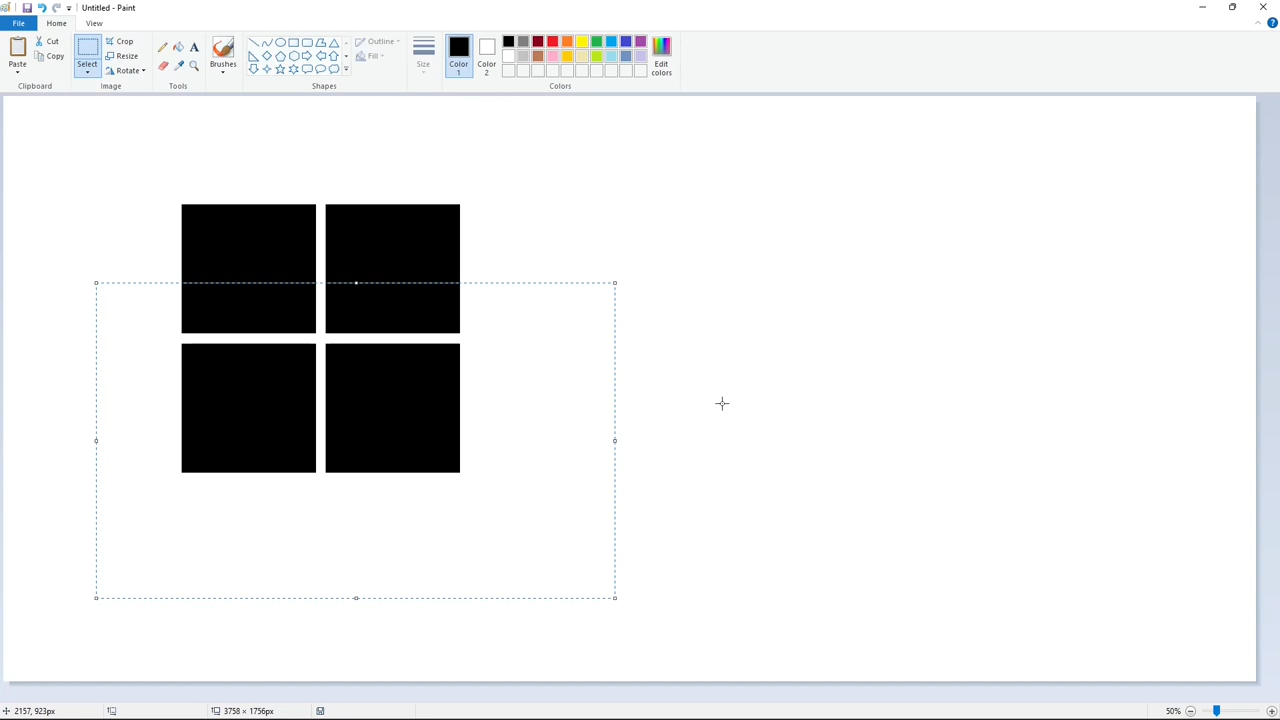 Untitled - Paint
File Home View
Paste
Cut
Copy
Clipboard
Select
Crop
Resize
Rotate
Image
A
Tools
Brushes
Outline
Fill
Shapes
Size
Color 1
Color 2
Edit colors
Colors
2157, 923px
3758 × 1756px
50%